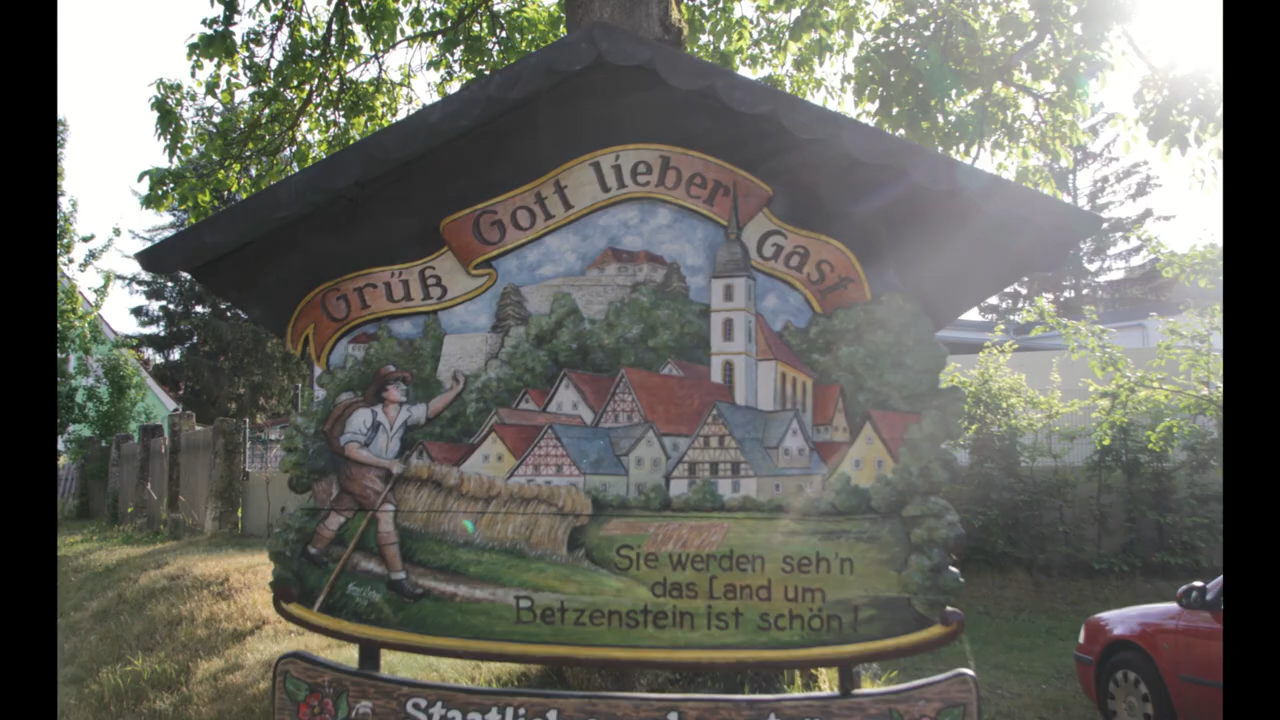 Grüß Gott lieber Gast
Sie werden seh'n
das Land um
Betzenstein ist schön!